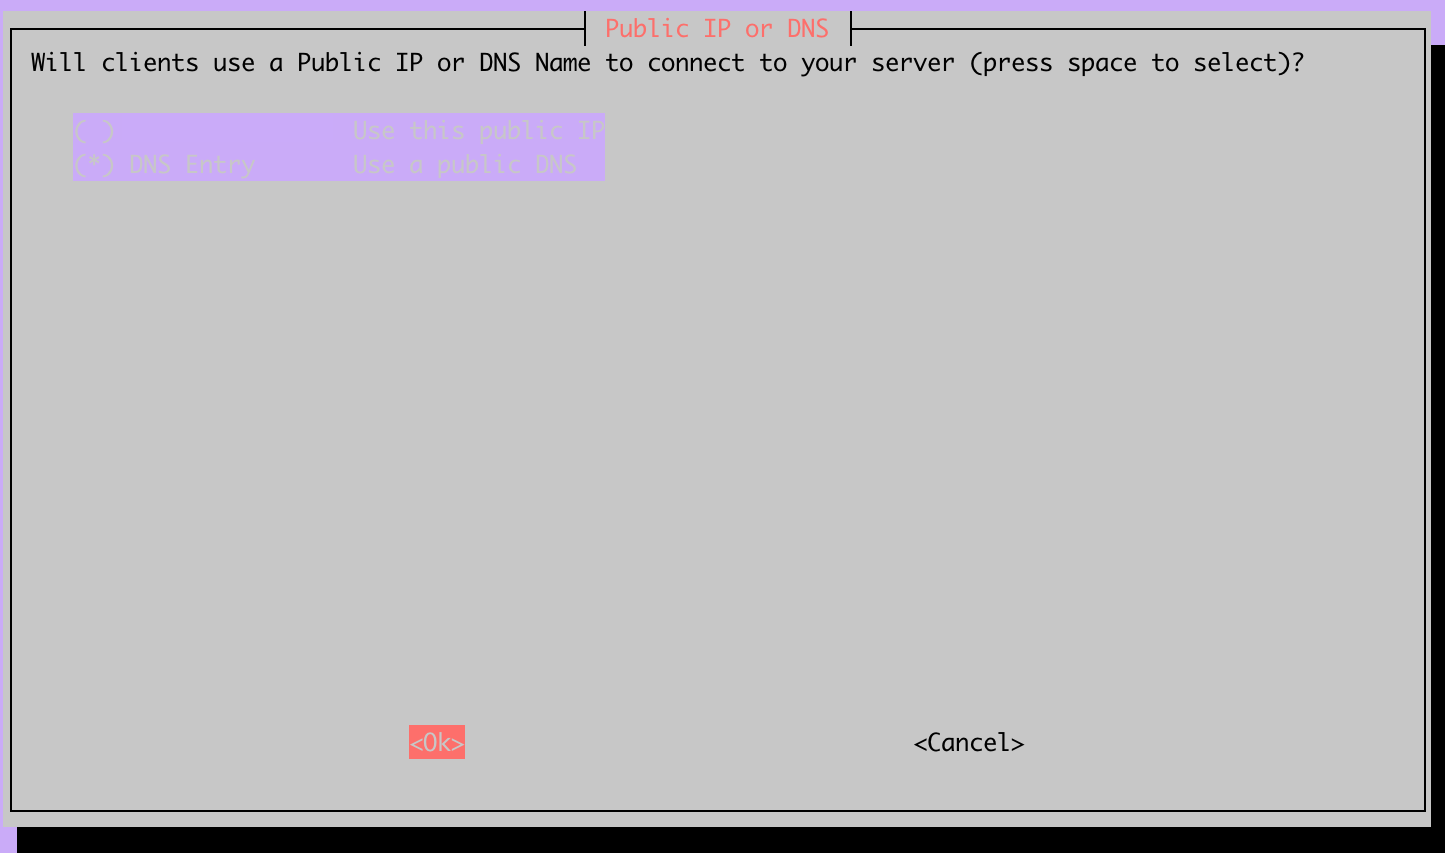 Public IP or DNS
Will clients use a Public IP or DNS Name to connect to your server (press space to select)?
( ) Use this public IP
(*) DNS Entry Use a public DNS
<Ok> <Cancel>